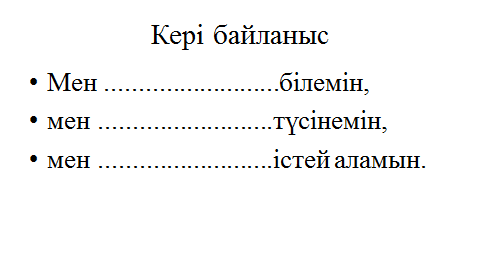 Кері байланыс
• Мен ...........................білемін,
• мен ...........................түсінемін,
• мен ...........................істей аламын.